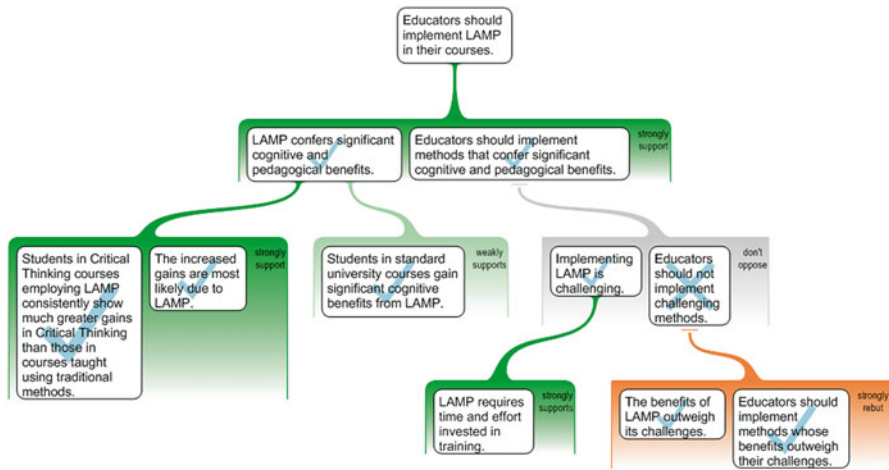 Educators should
implement LAMP
in their courses.
LAMP confers significant
cognitive and
pedagogical benefits.
Educators should implement
methods that confer significant
cognitive and pedagogical benefits.
strongly
support
Students in Critical
Thinking courses
employing LAMP
consistently show
much greater gains
in Critical Thinking
than those in
courses taught
using traditional
methods.
The increased
gains are most
likely due to
LAMP.
strongly
support
Students in standard
university courses gain
significant cognitive
benefits from LAMP.
weakly
supports
Implementing
LAMP is
challenging.
Educators
should not
implement
challenging
methods.
don't
oppose
LAMP requires
time and effort
invested in
training.
strongly
supports
The benefits of
LAMP outweigh
its challenges.
Educators should
implement
methods whose
benefits outweigh
their challenges.
strongly
rebut